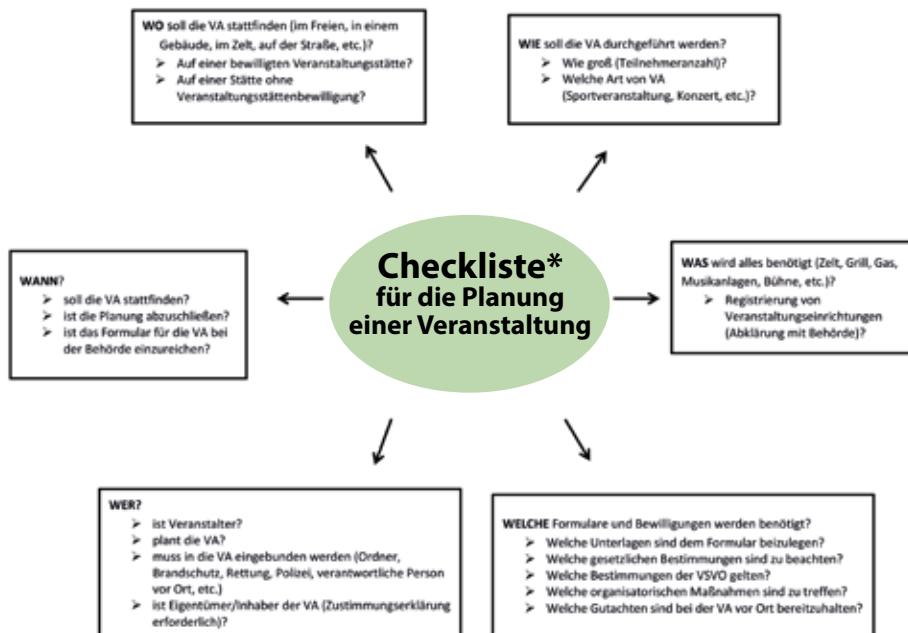 WO soll die VA stattfinden (im Freien, in einem
Gebäude, im Zelt, auf der Straße, etc.)?
➤ Auf einer bewilligten Veranstaltungsstätte?
➤ Auf einer Stätte ohne
Veranstaltungsstättenbewilligung?
WIE soll die VA durchgeführt werden?
➤ Wie groß (Teilnehmeranzahl)?
➤ Welche Art von VA
(Sportveranstaltung, Konzert, etc.)?
WANN?
➤ soll die VA stattfinden?
➤ ist die Planung abzuschließen?
➤ ist das Formular für die VA bei
der Behörde einzureichen?
Checkliste*
für die Planung
einer Veranstaltung
WAS wird alles benötigt (Zelt, Grill, Gas,
Musikanlagen, Bühne, etc.)?
➤ Registrierung von
Veranstaltungseinrichtungen
(Abklärung mit Behörde)?
WER?
➤ ist Veranstalter?
➤ plant die VA?
➤ muss in die VA eingebunden werden (Ordner,
Brandschutz, Rettung, Polizei, verantwortliche Person
vor Ort, etc.)
➤ ist Eigentümer/Inhaber der VA (Zustimmungserklärung
erforderlich)?
WELCHE Formulare und Bewilligungen werden benötigt?
➤ Welche Unterlagen sind dem Formular beizulegen?
➤ Welche gesetzlichen Bestimmungen sind zu beachten?
➤ Welche Bestimmungen der VSVO gelten?
➤ Welche organisatorischen Maßnahmen sind zu treffen?
➤ Welche Gutachten sind bei der VA vor Ort bereitzuhalten?